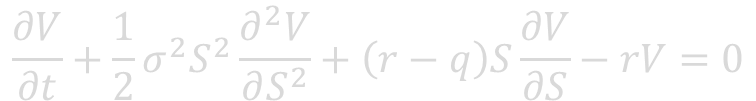 ∂V/∂t + 1/2 σ²S² ∂²V/∂S² + (r − q)S ∂V/∂S − rV = 0